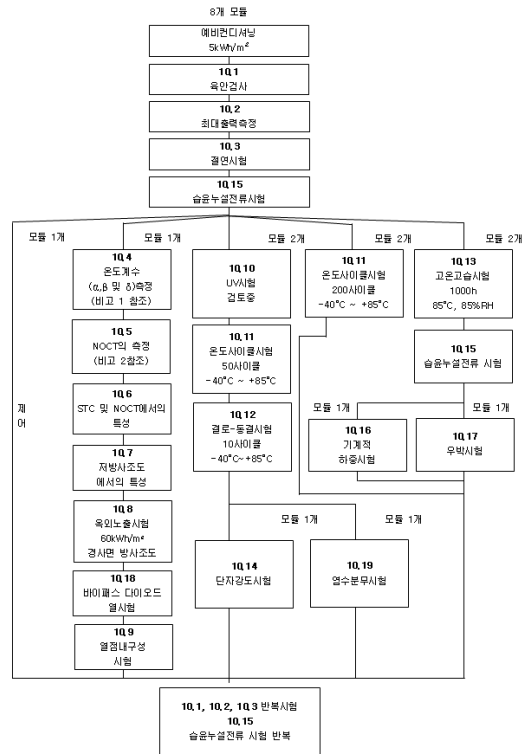 8개 모듈
예비컨디셔닝
5kWh/m²
10.1
육안검사
10.2
최대출력측정
10.3
절연시험
10.15
습윤누설전류시험
모듈 1개
모듈 1개
모듈 2개
모듈 2개
모듈 2개
제
어
10.4
온도계수
(α,β 및 δ)측정
(비고 1 참조)
10.5
NOCT의 측정
(비고 2참조)
10.6
STC 및 NOCT에서의
특성
10.7
저방사조도
에서의 특성
10.8
옥외노출시험
60kWh/m²
경사면 방사조도
10.18
바이패스 다이오드
열시험
10.9
열점내구성
시험
10.10
UV시험
검토중
10.11
온도사이클시험
50사이클
-40°C ~ +85°C
10.12
결로-동결시험
10사이클
-40°C~+85°C
모듈 1개
모듈 1개
10.14
단자강도시험
10.19
염수분무시험
10.11
온도사이클시험
200사이클
-40°C ~ +85°C
10.13
고온고습시험
1000h
85°C, 85%RH
10.15
습윤누설전류 시험
모듈 1개
모듈 1개
10.16
기계적
하중시험
10.17
우박시험
10.1, 10.2, 10.3 반복시험
10.15
습윤누설전류 시험 반복